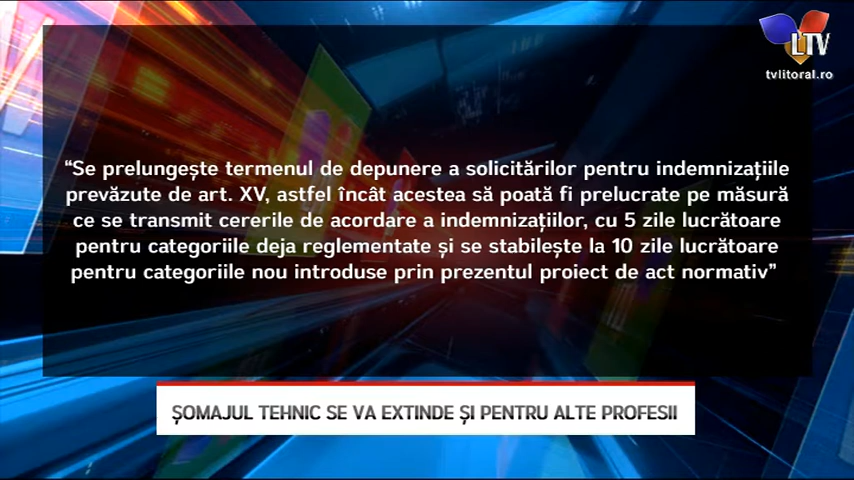 LTV
tvlitoral.ro
“Se prelungește termenul de depunere a solicitărilor pentru indemnizațiile
prevăzute de art. XV, astfel încât acestea să poată fi prelucrate pe măsură
ce se transmit cererile de acordare a indemnizațiilor, cu 5 zile lucrătoare
pentru categoriile deja reglementate și se stabilește la 10 zile lucrătoare
pentru categoriile nou introduse prin prezentul proiect de act normativ”
ȘOMAJUL TEHNIC SE VA EXTINDE ȘI PENTRU ALTE PROFESII